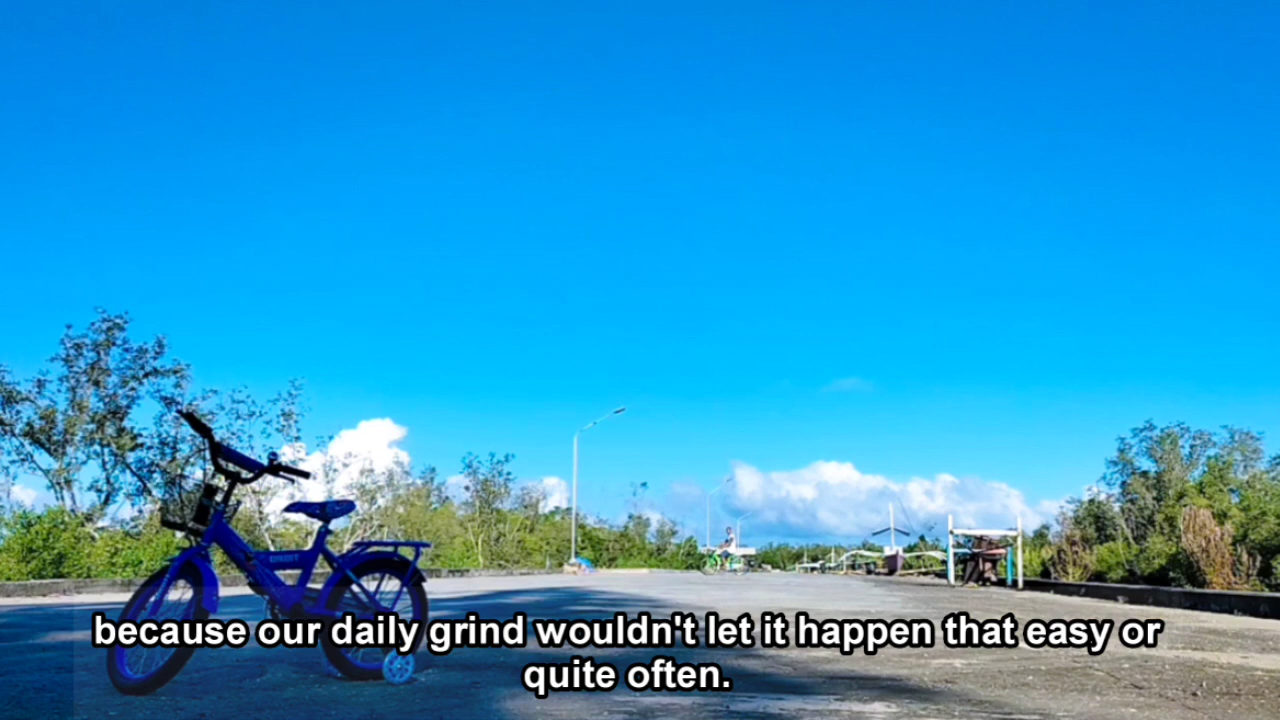 because our daily grind wouldn't let it happen that easy or
quite often.